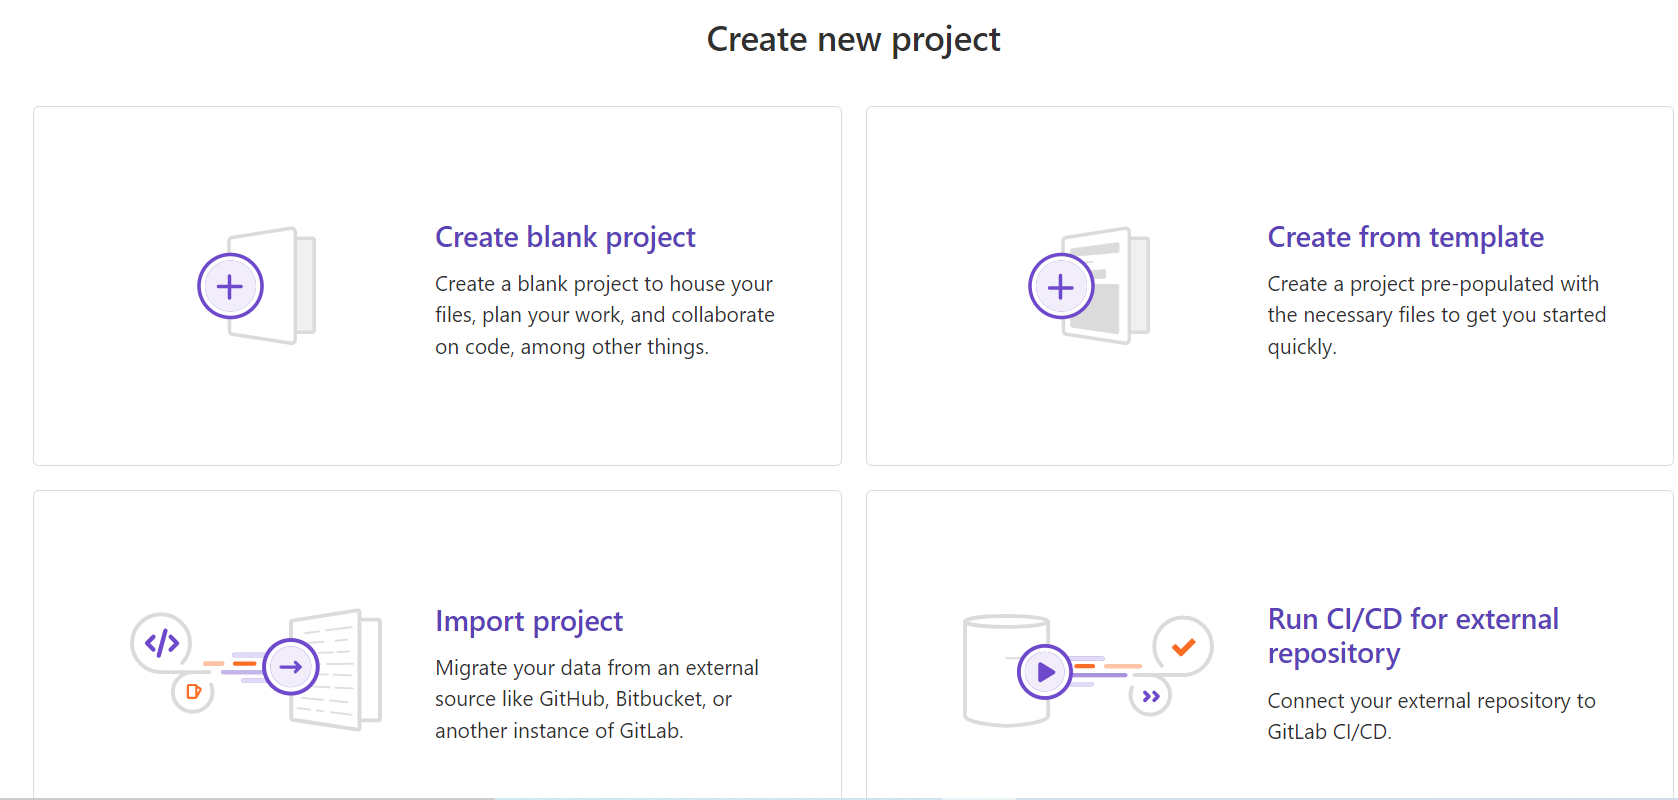 Create new project
Create blank project
Create a blank project to house your
files, plan your work, and collaborate
on code, among other things.
Create from template
Create a project pre-populated with
the necessary files to get you started
quickly.
Import project
Migrate your data from an external
source like GitHub, Bitbucket, or
another instance of GitLab.
Run CI/CD for external
repository
Connect your external repository to
GitLab CI/CD.